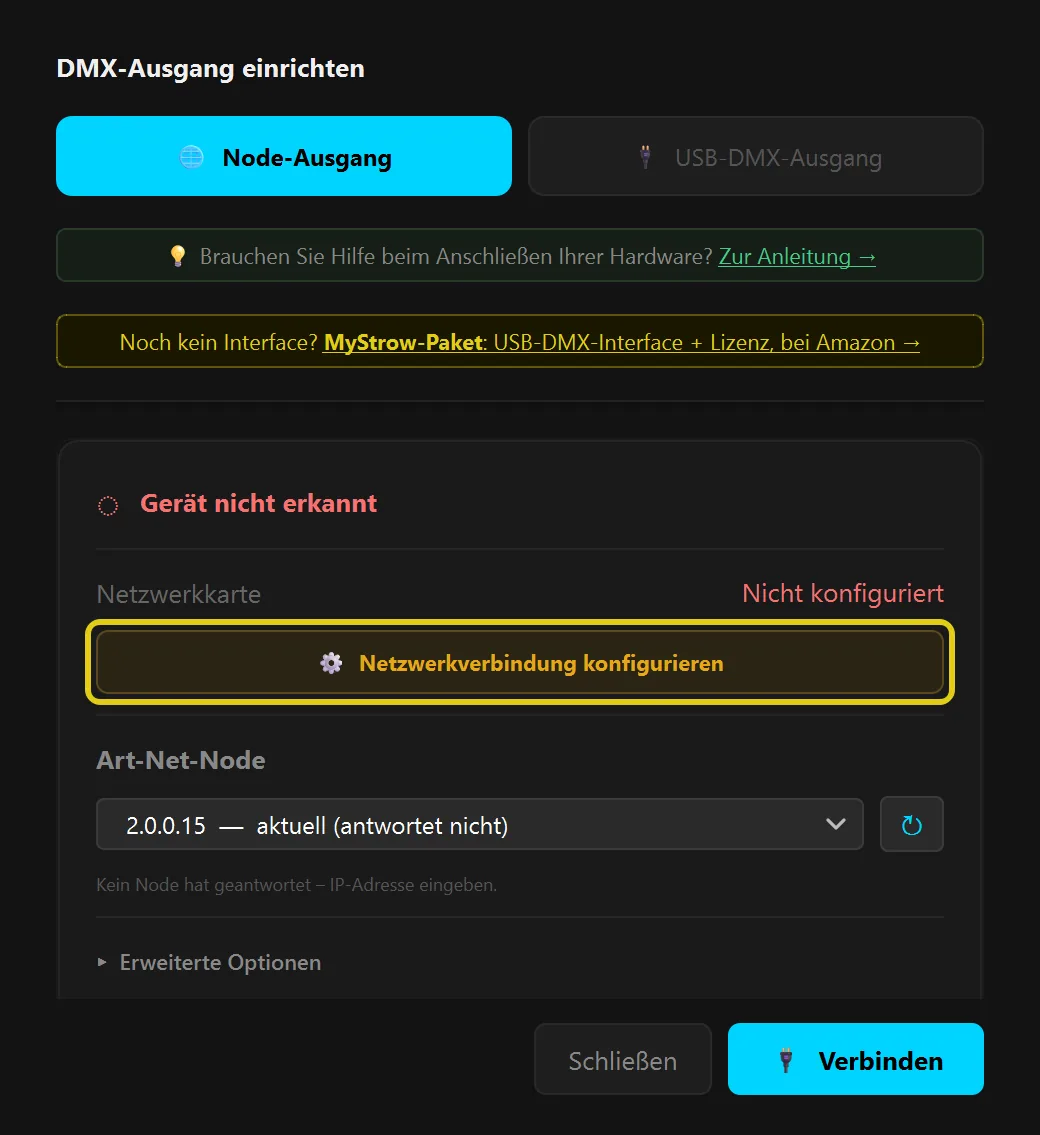 DMX-Ausgang einrichten
Node-Ausgang
USB-DMX-Ausgang
Brauchen Sie Hilfe beim Anschließen Ihrer Hardware? Zur Anleitung →
Noch kein Interface? MyStrow-Paket: USB-DMX-Interface + Lizenz, bei Amazon →
Gerät nicht erkannt
Netzwerkkarte
Nicht konfiguriert
Netzwerkverbindung konfigurieren
Art-Net-Node
2.0.0.15 — aktuell (antwortet nicht)
Kein Node hat geantwortet – IP-Adresse eingeben.
Erweiterte Optionen
Schließen
Verbinden